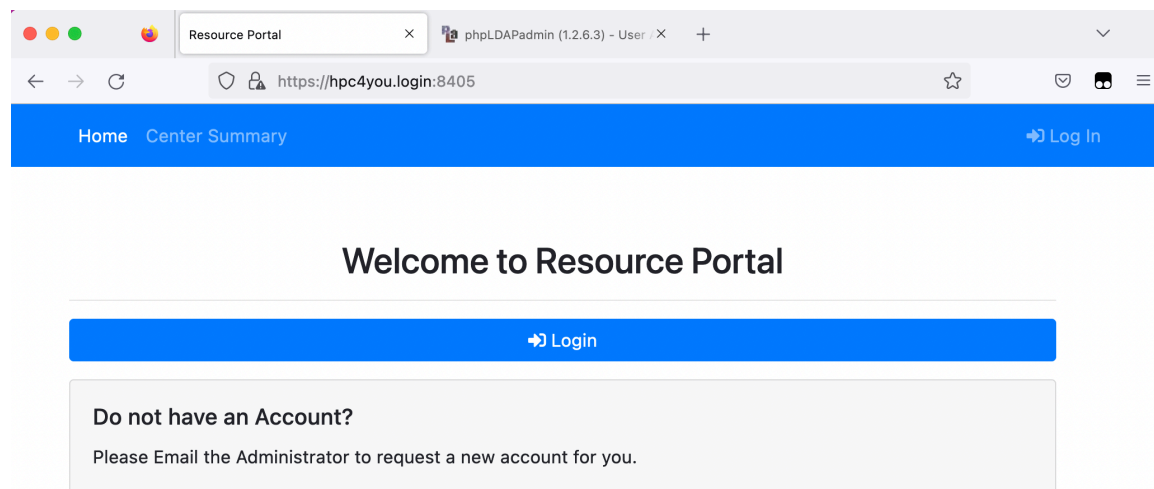 Resource Portal
phpLDAPadmin (1.2.6.3) - User
https://hpc4you.login:8405
Home Center Summary Log In
Welcome to Resource Portal
Login
Do not have an Account?
Please Email the Administrator to request a new account for you.